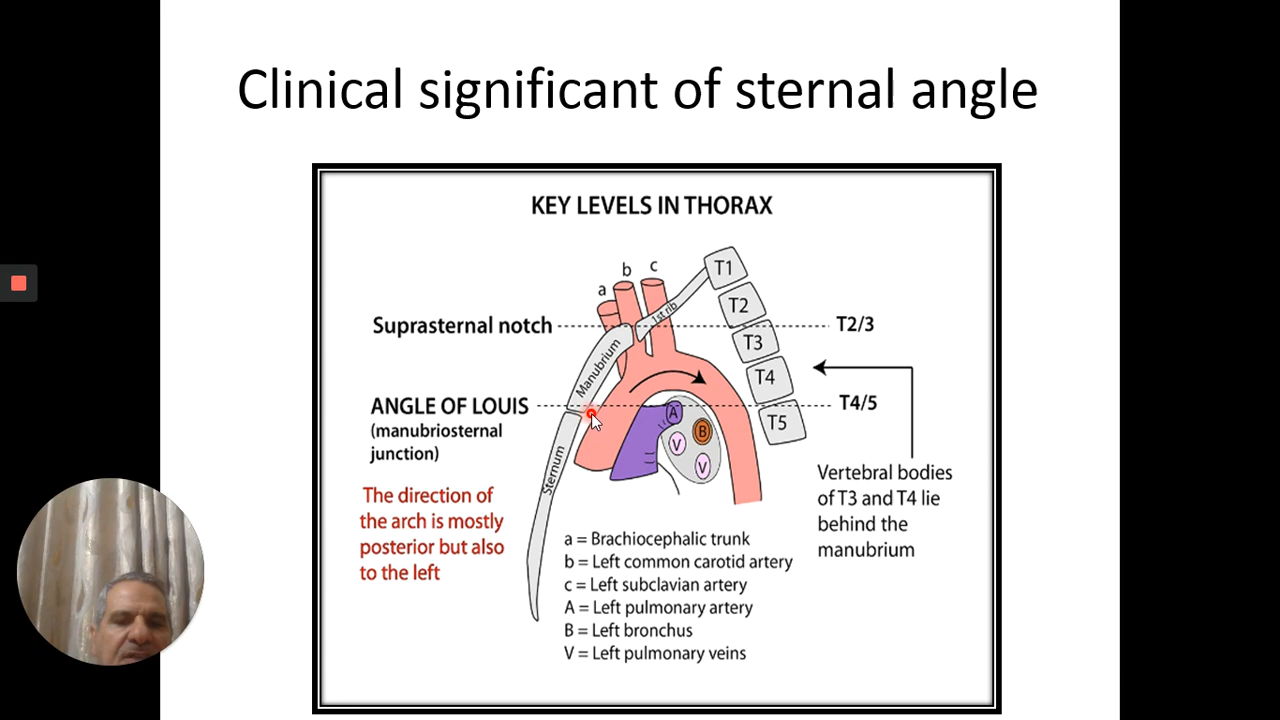 Clinical significant of sternal angle
KEY LEVELS IN THORAX
a
b
c
T1
1st rib
T2
Suprasternal notch
T2/3
Manubrium
T3
T4
ANGLE OF LOUIS
T4/5
(manubriosternal
junction)
A
B
V
V
T5
Sternum
The direction of
the arch is mostly
posterior but also
to the left
Vertebral bodies
of T3 and T4 lie
behind the
manubrium
a = Brachiocephalic trunk
b = Left common carotid artery
c = Left subclavian artery
A = Left pulmonary artery
B = Left bronchus
V = Left pulmonary veins